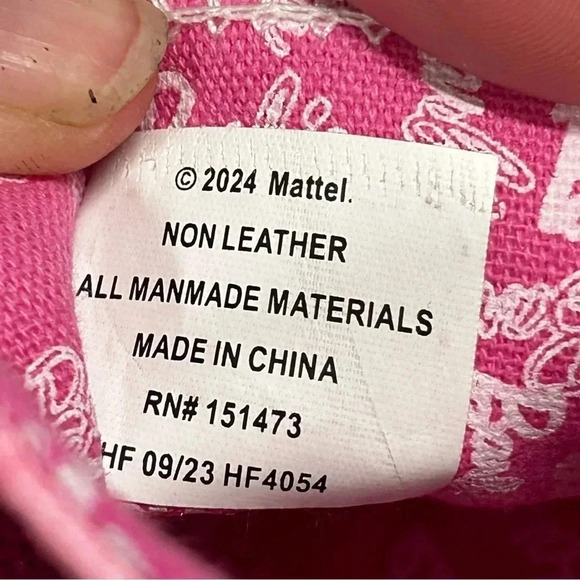 © 2024 Mattel.
NON LEATHER
ALL MANMADE MATERIALS
MADE IN CHINA
RN# 151473
HF 09/23 HF4054